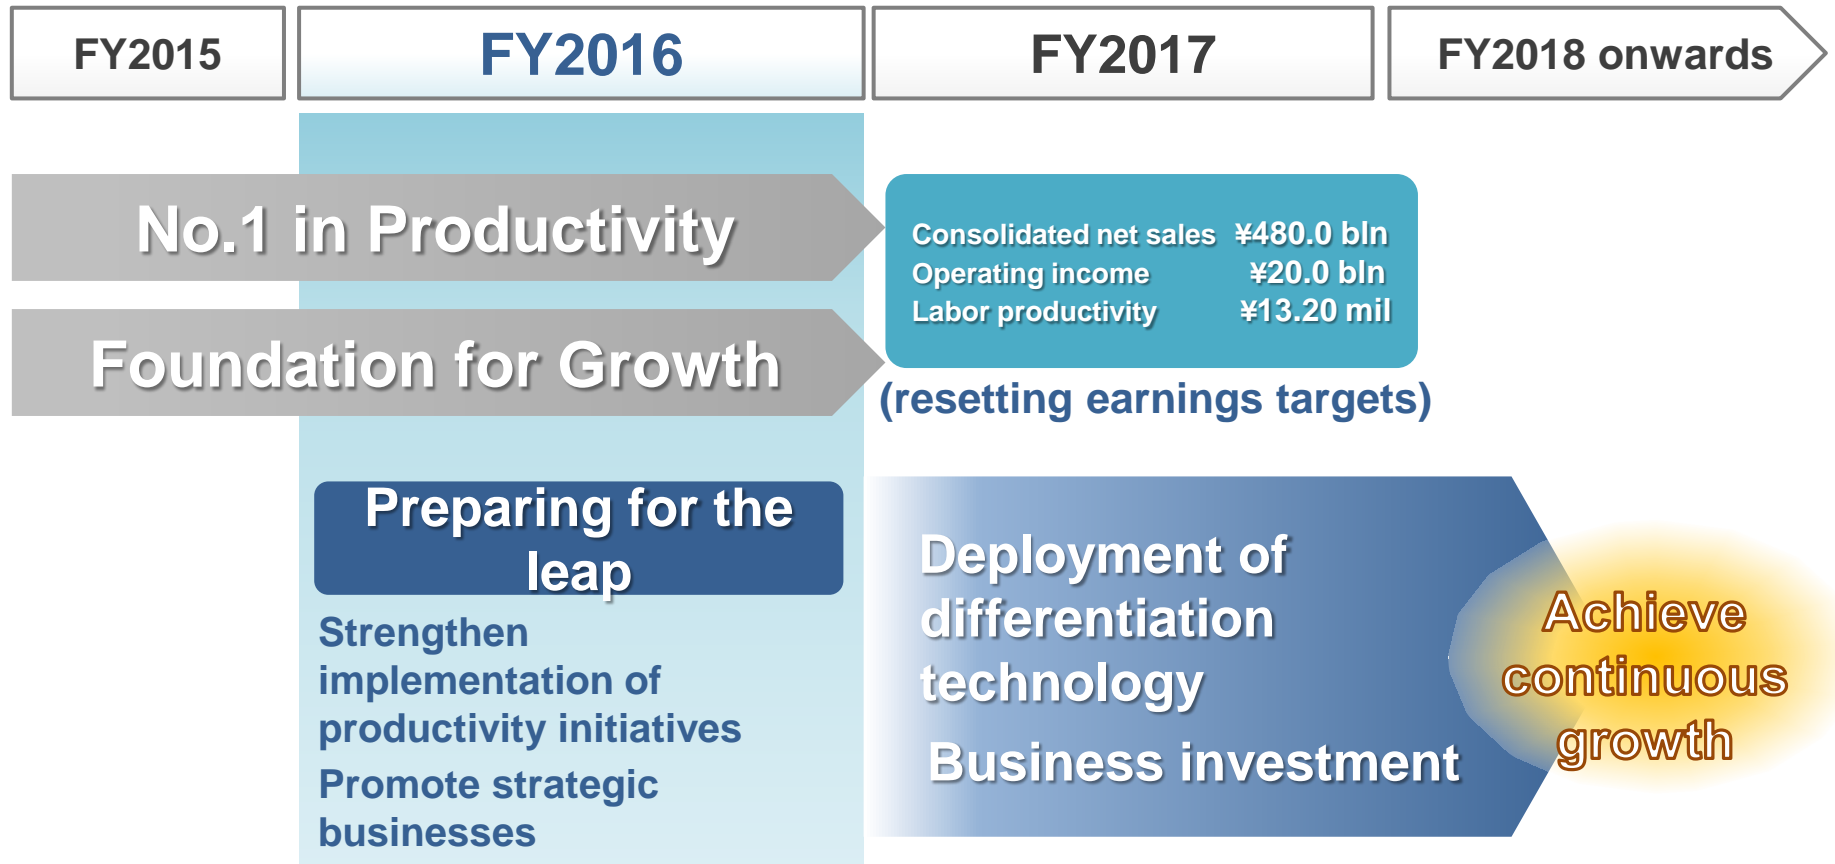 FY2015
FY2016
FY2017
FY2018 onwards
No.1 in Productivity
Foundation for Growth
Consolidated net sales ¥480.0 bln
Operating income ¥20.0 bln
Labor productivity ¥13.20 mil
(resetting earnings targets)
Preparing for the
leap
Strengthen
implementation of
productivity initiatives
Promote strategic
businesses
Deployment of
differentiation
technology
Business investment
Achieve
continuous
growth